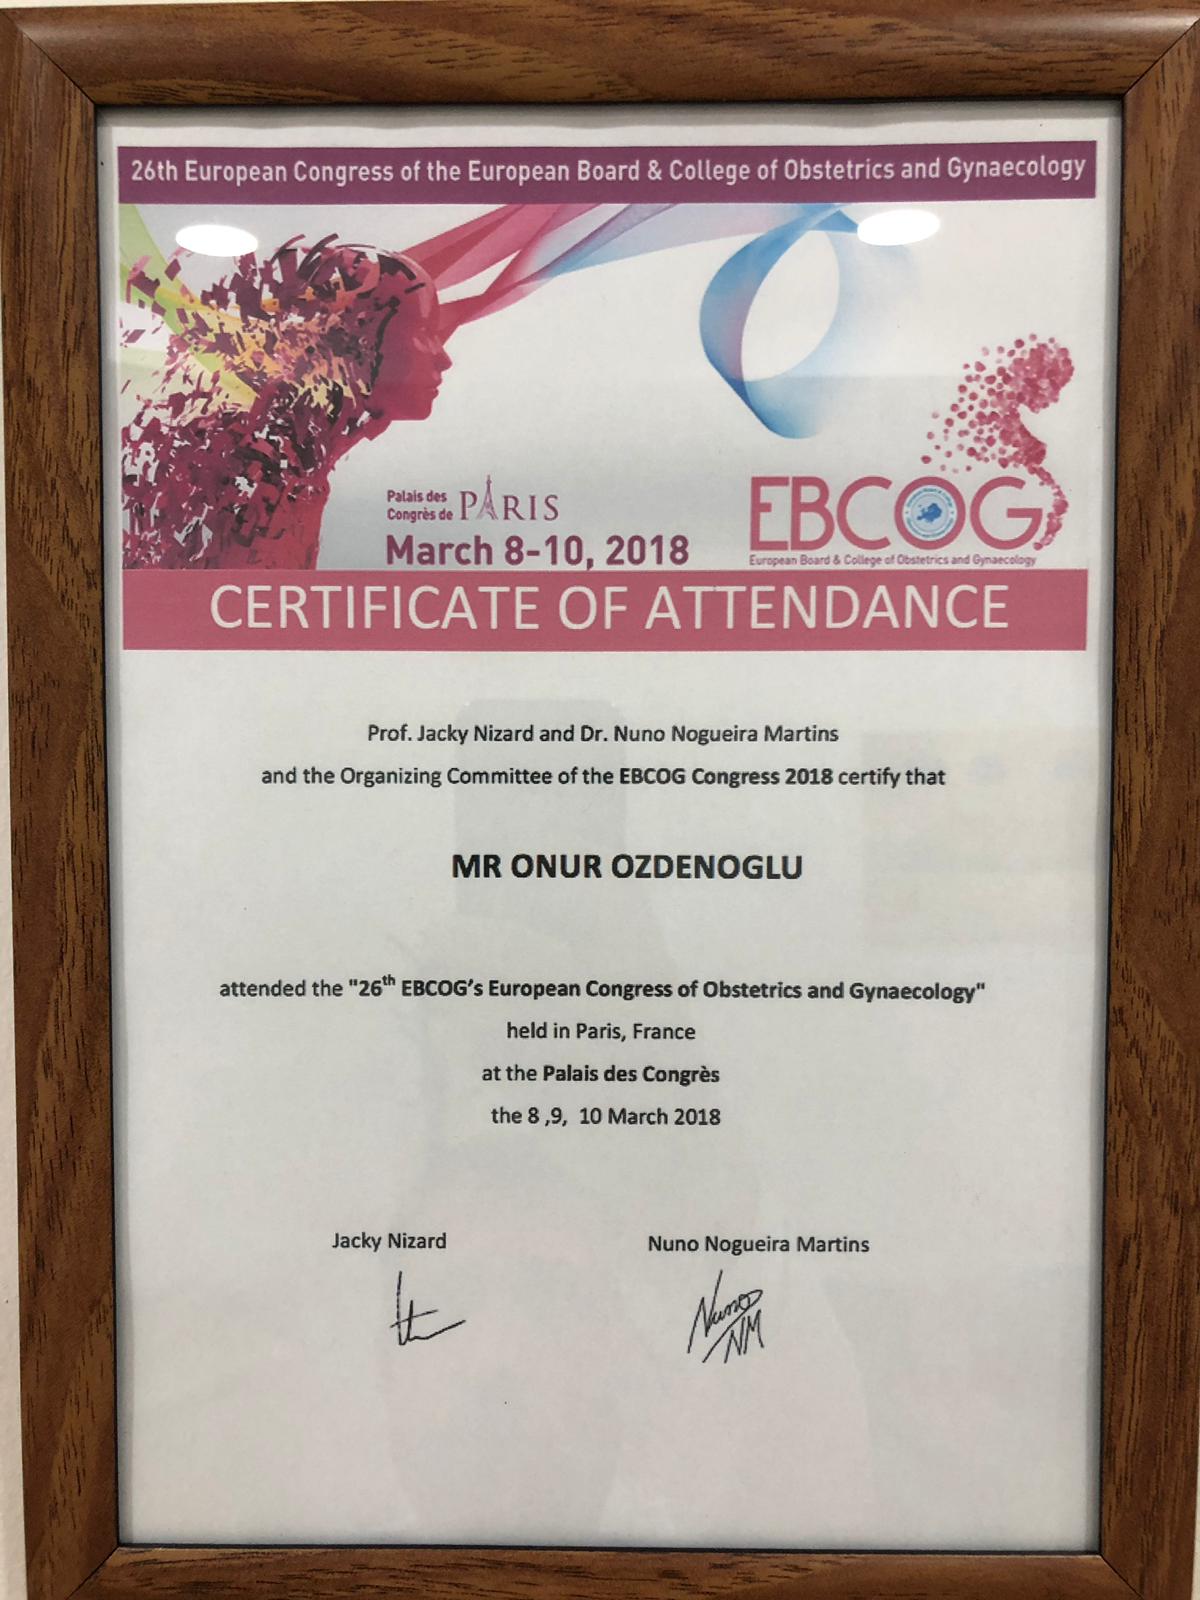 26th European Congress of the European Board & College of Obstetrics and Gynaecology
Palais des
Congrès de PARIS
March 8-10, 2018
EBCOG
European Board & College of Obstetrics and Gynaecology
CERTIFICATE OF ATTENDANCE
Prof. Jacky Nizard and Dr. Nuno Nogueira Martins
and the Organizing Committee of the EBCOG Congress 2018 certify that
MR ONUR OZDENOGLU
attended the "26th EBCOG's European Congress of Obstetrics and Gynaecology"
held in Paris, France
at the Palais des Congrès
the 8 ,9, 10 March 2018
Jacky Nizard
Nuno Nogueira Martins
Nuno
NM